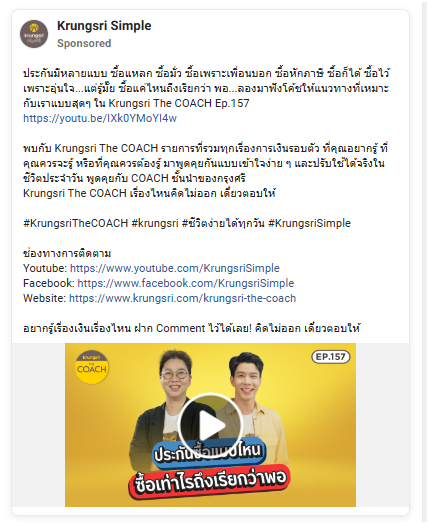 Krungsri Simple
Sponsored
ประกันมีหลายแบบ ซื้อแหลก ซื้อมั่ว ซื้อเพราะเพื่อนบอก ซื้อหักภาษี ซื้อก็ได้ ซื้อไว้
เพราะอุ่นใจ...แต่รู้มั้ย ซื้อแค่ไหนถึงเรียกว่า พอ...ลองมาฟังโค้ชให้แนวทางที่เหมาะ
กับเราแบบสุดๆ ใน Krungsri The COACH Ep.157
https://youtu.be/IXk0YMoYI4w
พบกับ Krungsri The COACH รายการที่รวมทุกเรื่องการเงินรอบตัว ที่คุณอยากรู้ ที่
คุณควรจะรู้ หรือที่คุณควรต้องรู้ มาพูดคุยกันแบบเข้าใจง่าย ๆ และปรับใช้ได้จริงใน
ชีวิตประจำวัน พูดคุยกับ COACH ชั้นนำของกรุงศรี
Krungsri The COACH เรื่องไหนคิดไม่ออก เดี๋ยวตอบให้
#KrungsriTheCOACH #krungsri #ชีวิตง่ายได้ทุกวัน #KrungsriSimple
ช่องทางการติดตาม
Youtube: https://www.youtube.com/KrungsriSimple
Facebook: https://www.facebook.com/KrungsriSimple
Website: https://www.krungsri.com/krungsri-the-coach
อยากรู้เรื่องเงินเรื่องไหน ฝาก Comment ไว้ได้เลย! คิดไม่ออก เดี๋ยวตอบให้
krungsri
THE
COACH
EP.157
ประกันซื้อแบบไหน
ซื้อเท่าไรถึงเรียกว่าพอ